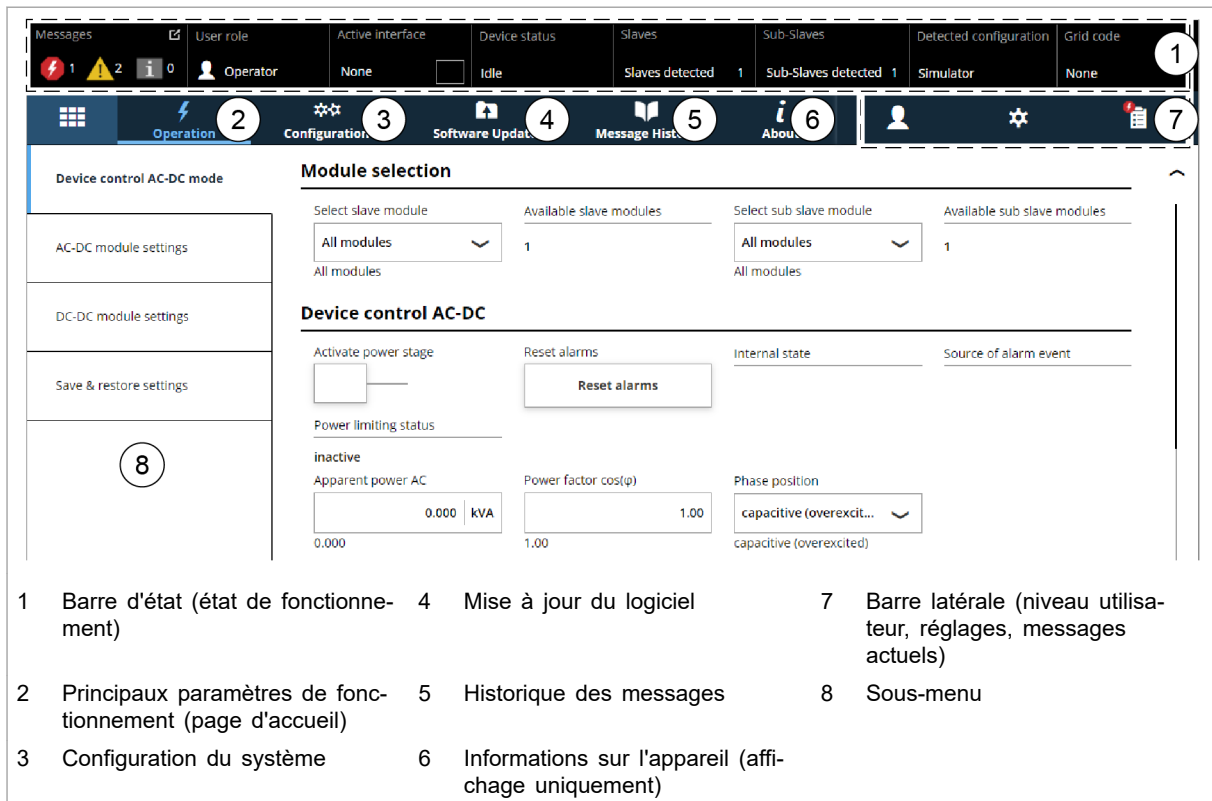 Messages User role Active interface Device status Slaves Sub-Slaves Detected configuration Grid code
1 2 0 Operator None Idle Slaves detected 1 Sub-Slaves detected 1 Simulator None
1
Operation 2 Configuration 3 Software Updat 4 Message Hist 5 About 6 7
Device control AC-DC mode
AC-DC module settings
DC-DC module settings
Save & restore settings
8
Module selection
Select slave module Available slave modules Select sub slave module Available sub slave modules
All modules 1 All modules 1
All modules All modules
Device control AC-DC
Activate power stage Reset alarms Internal state Source of alarm event
Reset alarms
Power limiting status
inactive
Apparent power AC Power factor cos(φ) Phase position
0.000 kVA 1.00 capacitive (overexcit...
0.000 1.00 capacitive (overexcited)
1 Barre d'état (état de fonctionne-
ment)
4 Mise à jour du logiciel
7 Barre latérale (niveau utilisa-
teur, réglages, messages
actuels)
2 Principaux paramètres de fonc-
tionnement (page d'accueil)
5 Historique des messages
8 Sous-menu
3 Configuration du système
6 Informations sur l'appareil (affi-
chage uniquement)